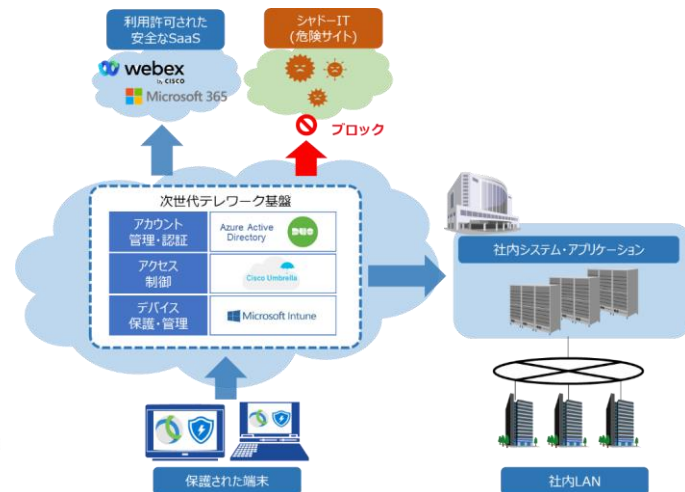 利用許可された
安全なSaaS
シャドーIT
(危険サイト)
webex
by CISCO
Microsoft 365
ブロック
次世代テレワーク基盤
アカウント
管理・認証
Azure Active
Directory
DUO
アクセス
制御
Cisco Umbrella
デバイス
保護・管理
Microsoft Intune
社内システム・アプリケーション
保護された端末
社内LAN